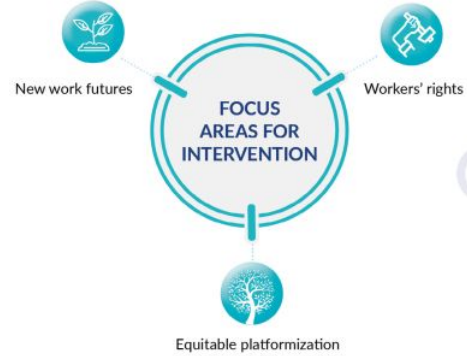 New work futures
Workers' rights
FOCUS
AREAS FOR
INTERVENTION
Equitable platformization